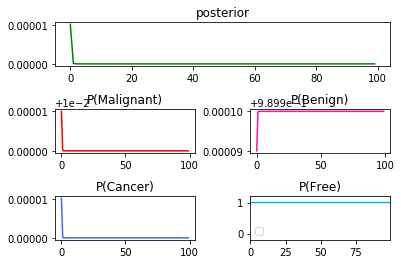 posterior
0.00001
0.00000
0 20 40 60 80 100
+1e−2 P(Malignant)
0.00001
0.00000
0 100
+9.899e−1 P(Benign)
0.00010
0.00009
0 100
P(Cancer)
0.00001
0.00000
0 50 100
P(Free)
1
0
0 25 50 75